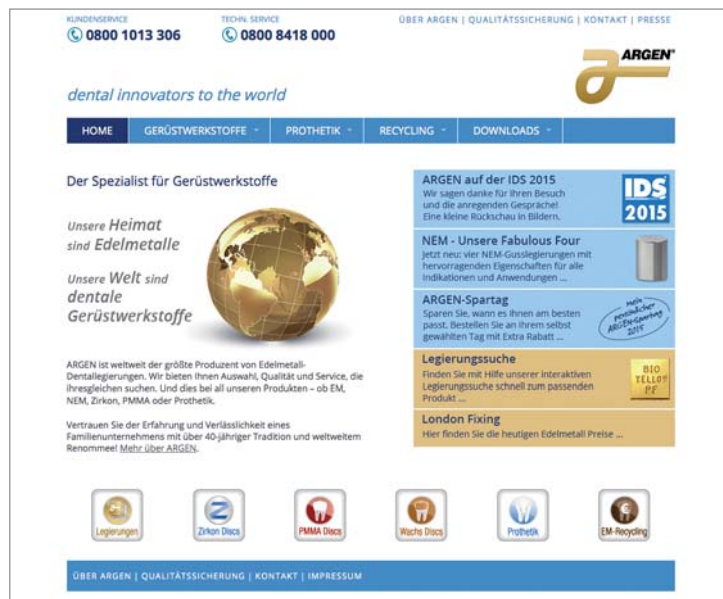 KUNDENSERVICE
0800 1013 306
TECHN. SERVICE
0800 8418 000
ÜBER ARGEN | QUALITÄTSSICHERUNG | KONTAKT | PRESSE
ARGEN®
dental innovators to the world
HOME GERÜSTWERKSTOFFE PROTHETIK RECYCLING DOWNLOADS
Der Spezialist für Gerüstwerkstoffe
Unsere Heimat
sind Edelmetalle
Unsere Welt sind
dentale
Gerüstwerkstoffe
ARGEN ist weltweit der größte Produzent von Edelmetall-
Dentallegierungen. Wir bieten Ihnen Auswahl, Qualität und Service, die
ihresgleichen suchen. Und dies bei all unseren Produkten – ob EM,
NEM, Zirkon, PMMA oder Prothetik.
Vertrauen Sie der Erfahrung und Verlässlichkeit eines
Familienunternehmens mit über 40-jähriger Tradition und weltweitem
Renommee! Mehr über ARGEN.
ARGEN auf der IDS 2015
Wir sagen danke für Ihren Besuch
und die anregenden Gespräche!
Eine kleine Rückschau in Bildern.
IDS
2015
NEM - Unsere Fabulous Four
Jetzt neu: vier NEM-Gusslegierungen mit
hervorragenden Eigenschaften für alle
Indikationen und Anwendungen ...
ARGEN-Spartag
Sparen Sie, wann es Ihnen am besten
passt. Bestellen Sie an Ihrem selbst
gewählten Tag mit Extra Rabatt ...
mein
persönlicher
ARGEN-Spartag
2015
Legierungssuche
Finden Sie mit Hilfe unserer interaktiven
Legierungssuche schnell zum passenden
Produkt ...
BIO
TELLOY
PF
London Fixing
Hier finden Sie die heutigen Edelmetall Preise ...
Legierungen
Zirkon Discs
PMMA Discs
Wachs Discs
Prothetik
EM-Recycling
ÜBER ARGEN | QUALITÄTSSICHERUNG | KONTAKT | IMPRESSUM